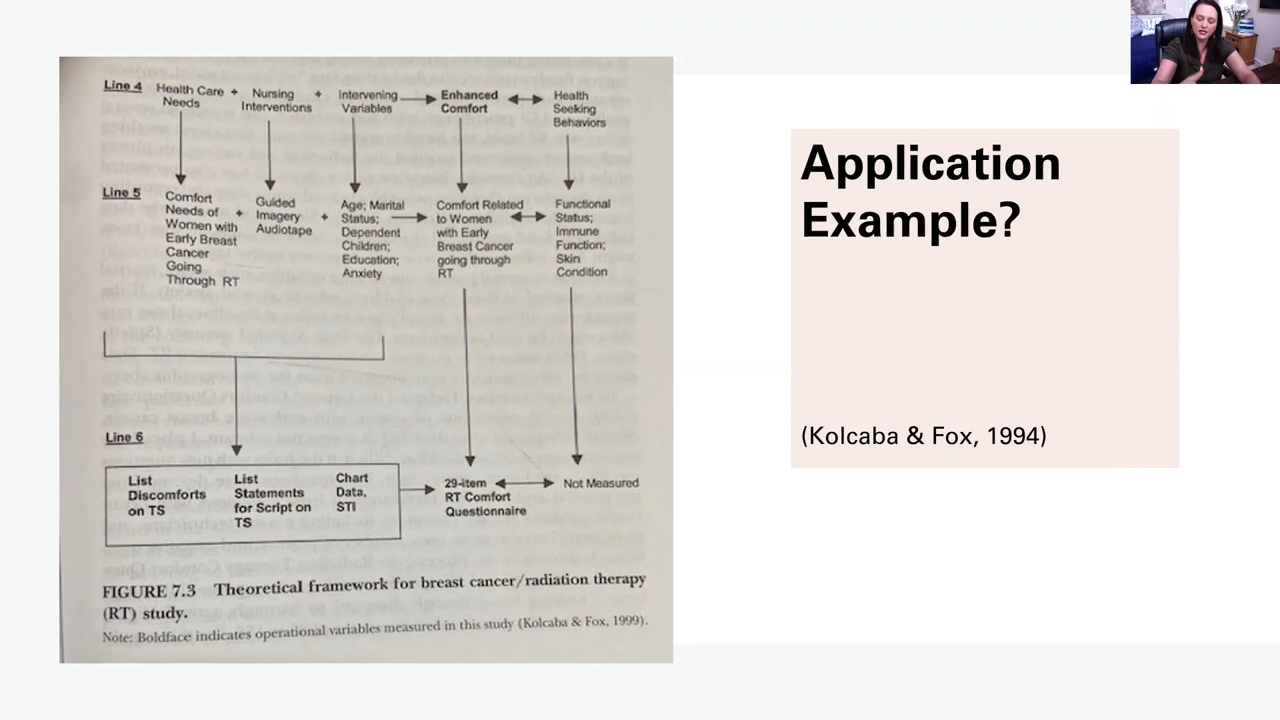 Line 4
Health Care + Nursing + Intervening Enhanced Health
Needs Interventions Variables Comfort Seeking
Behaviors
Line 5
Comfort
Needs of
Women with
Early Breast
Cancer
Going
Through RT
+
Guided
Imagery
Audiotape
+
Age; Marital
Status;
Dependent
Children;
Education;
Anxiety
Comfort Related
to Women
with Early
Breast Cancer
going through
RT
Functional
Status;
Immune
Function;
Skin
Condition
Line 6
List
Discomforts
on TS
List
Statements
for Script on
TS
Chart
Data,
STI
29-item
RT Comfort
Questionnaire
Not Measured
FIGURE 7.3 Theoretical framework for breast cancer/radiation therapy
(RT) study.
Note: Boldface indicates operational variables measured in this study (Kolcaba & Fox, 1999).
Application
Example?
(Kolcaba & Fox, 1994)